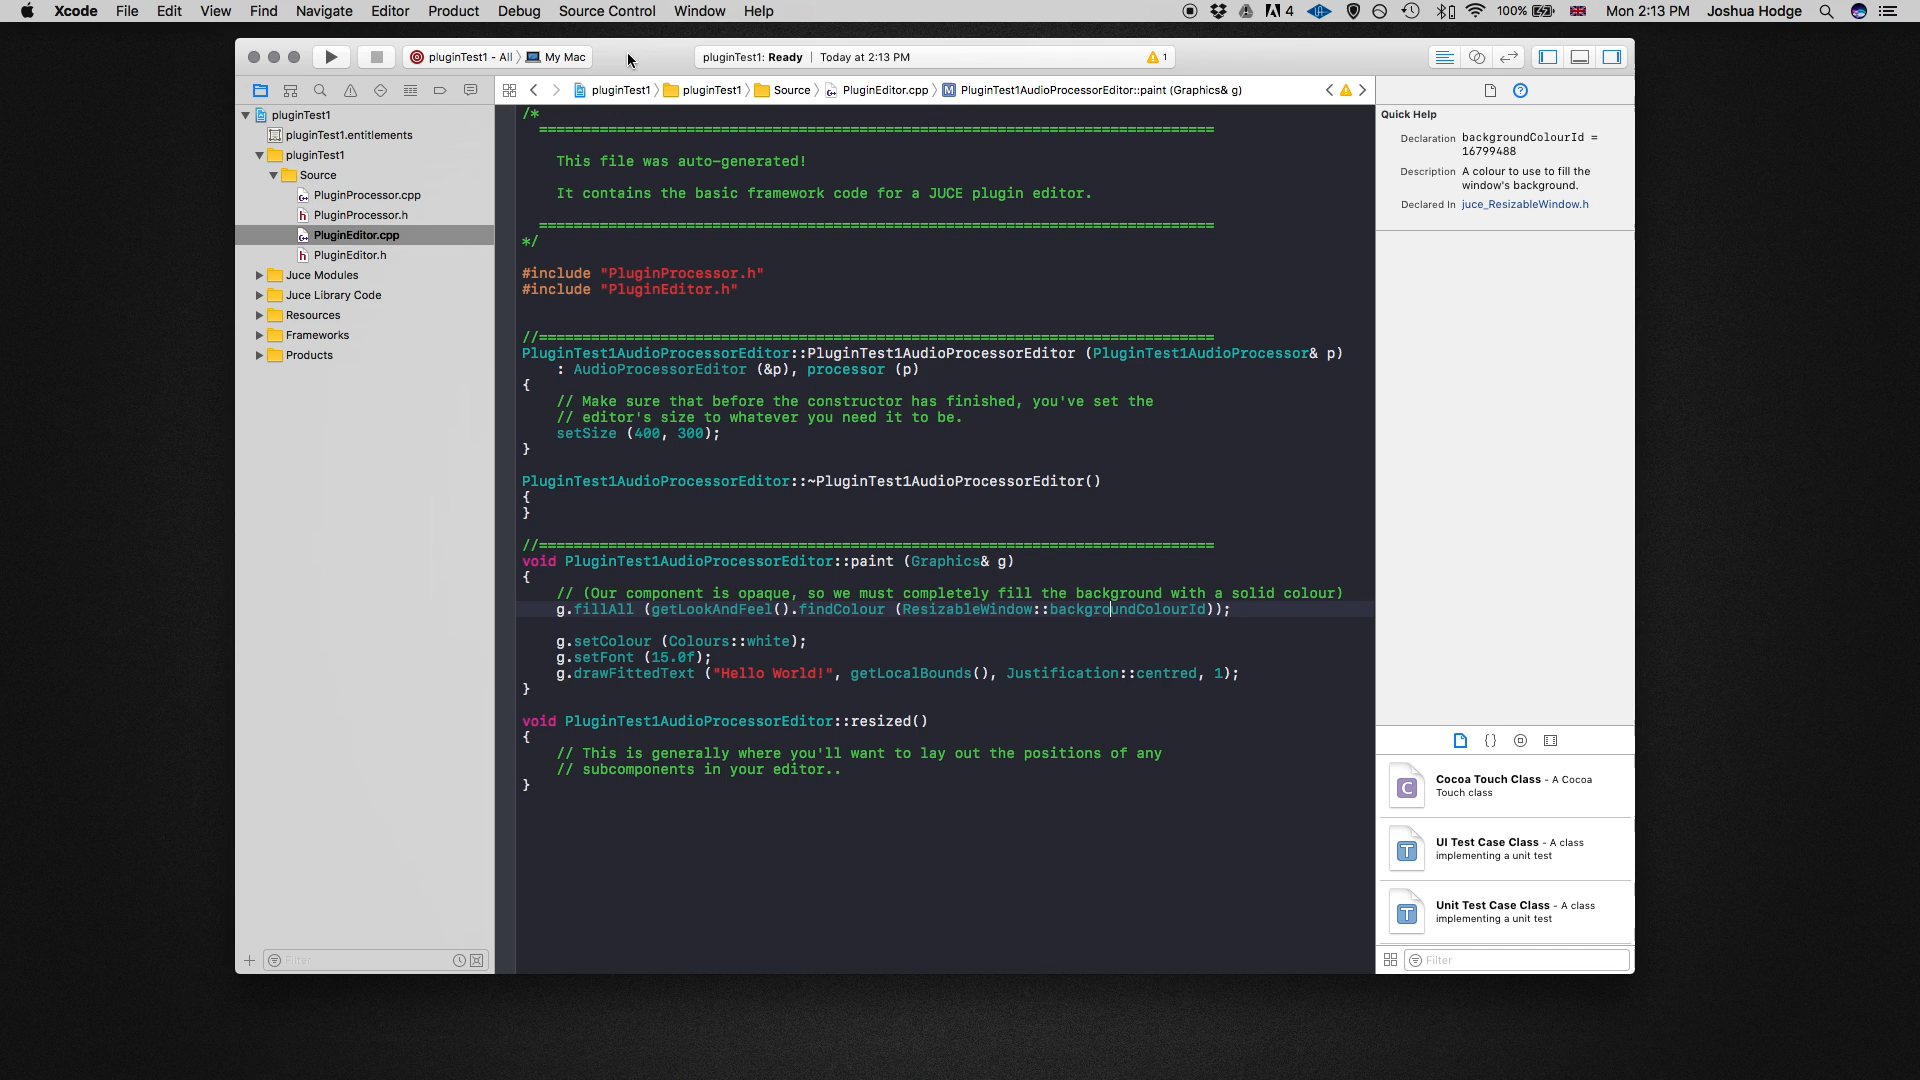 Xcode File Edit View Find Navigate Editor Product Debug Source Control Window Help 4 100% Mon 2:13 PM Joshua Hodge
pluginTest1 - All My Mac pluginTest1: Ready Today at 2:13 PM 1
pluginTest1 pluginTest1 Source PluginEditor.cpp M PluginTest1AudioProcessorEditor::paint (Graphics& g)
pluginTest1
pluginTest1.entitlements
pluginTest1
Source
PluginProcessor.cpp
PluginProcessor.h
PluginEditor.cpp
PluginEditor.h
Juce Modules
Juce Library Code
Resources
Frameworks
Products
Filter
/*
==============================================================================
This file was auto-generated!
It contains the basic framework code for a JUCE plugin editor.
==============================================================================
*/
#include "PluginProcessor.h"
#include "PluginEditor.h"
//==============================================================================
PluginTest1AudioProcessorEditor::PluginTest1AudioProcessorEditor (PluginTest1AudioProcessor& p)
: AudioProcessorEditor (&p), processor (p)
{
// Make sure that before the constructor has finished, you've set the
// editor's size to whatever you need it to be.
setSize (400, 300);
}
PluginTest1AudioProcessorEditor::~PluginTest1AudioProcessorEditor()
{
}
//==============================================================================
void PluginTest1AudioProcessorEditor::paint (Graphics& g)
{
// (Our component is opaque, so we must completely fill the background with a solid colour)
g.fillAll (getLookAndFeel().findColour (ResizableWindow::backgroundColourId));
g.setColour (Colours::white);
g.setFont (15.0f);
g.drawFittedText ("Hello World!", getLocalBounds(), Justification::centred, 1);
}
void PluginTest1AudioProcessorEditor::resized()
{
// This is generally where you'll want to lay out the positions of any
// subcomponents in your editor..
}
Quick Help
Declaration backgroundColourId =
16799488
Description A colour to use to fill the
window's background.
Declared In juce_ResizableWindow.h
{}
C
Cocoa Touch Class - A Cocoa
Touch class
T
UI Test Case Class - A class
implementing a unit test
T
Unit Test Case Class - A class
implementing a unit test
Filter